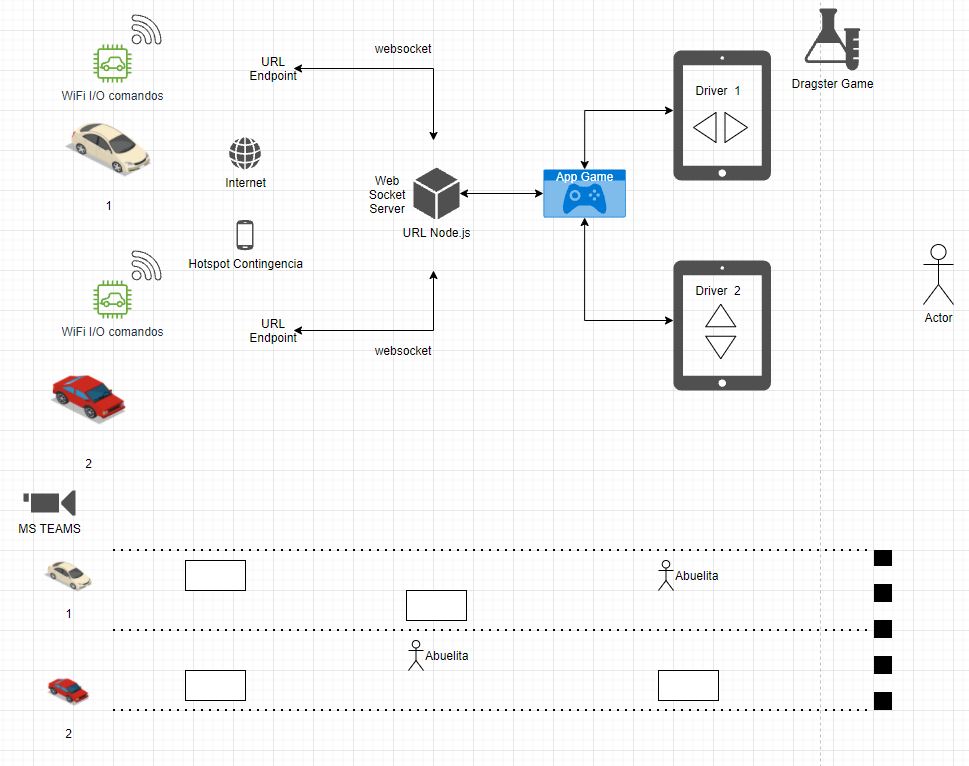 websocket
URL
Endpoint
WiFi I/O comandos
Driver 1
Dragster Game
App Game
Web
Socket
Server
Internet
1
URL Node.js
Hotspot Contingencia
Driver 2
Actor
WiFi I/O comandos
URL
Endpoint
websocket
2
MS TEAMS
Abuelita
1
Abuelita
2